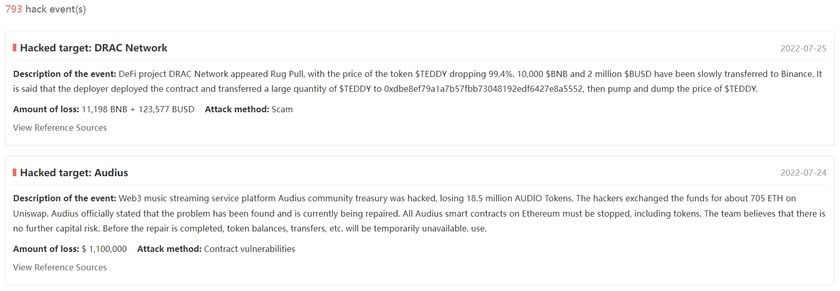 793 hack event(s)
Hacked target: DRAC Network 2022-07-25
Description of the event: DeFi project DRAC Network appeared Rug Pull, with the price of the token $TEDDY dropping 99.4%. 10,000 $BNB and 2 million $BUSD have been slowly transferred to Binance. It
is said that the deployer deployed the contract and transferred a large quantity of $TEDDY to 0xdbe8ef79a1a7b57fbb73048192edf6427e8a5552, then pump and dump the price of $TEDDY.
Amount of loss: 11,198 BNB + 123,577 BUSD Attack method: Scam
View Reference Sources
Hacked target: Audius 2022-07-24
Description of the event: Web3 music streaming service platform Audius community treasury was hacked, losing 18.5 million AUDIO Tokens. The hackers exchanged the funds for about 705 ETH on
Uniswap. Audius officially stated that the problem has been found and is currently being repaired. All Audius smart contracts on Ethereum must be stopped, including tokens. The team believes that there is
no further capital risk. Before the repair is completed, token balances, transfers, etc. will be temporarily unavailable. use.
Amount of loss: $ 1,100,000 Attack method: Contract vulnerabilities
View Reference Sources